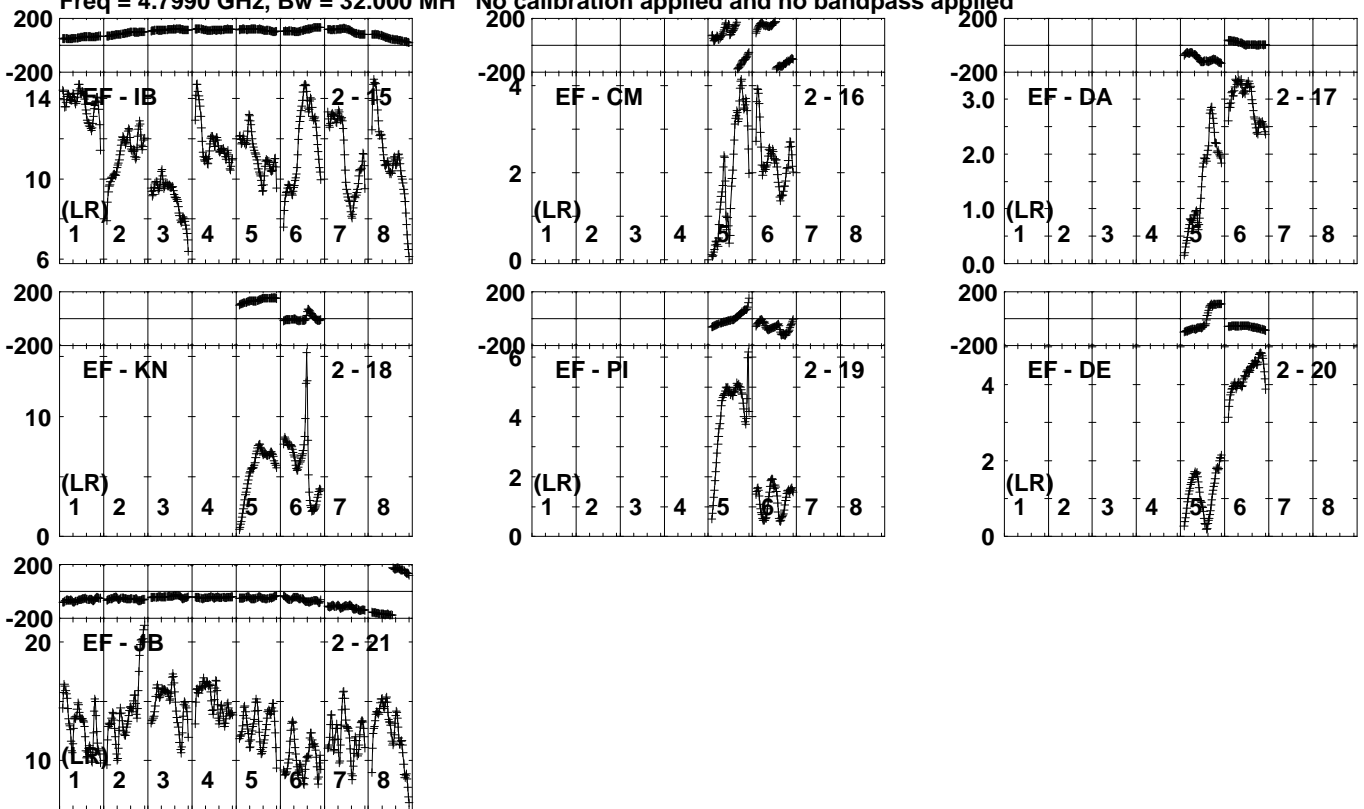 Freq = 4.7990 GHz, Bw = 32.000 MH No calibration applied and no bandpass applied
200
-200
14
10
6
EF - IB
2 - 15
(LR)
1 2 3 4 5 6 7 8
200
-200
4
2
0
EF - CM
2 - 16
(LR)
1 2 3 4 5 6 7 8
200
-200
3.0
2.0
1.0
0.0
EF - DA
2 - 17
(LR)
1 2 3 4 5 6 7 8
200
-200
10
0
EF - KN
2 - 18
(LR)
1 2 3 4 5 6 7 8
200
-200
6
4
2
0
EF - PI
2 - 19
(LR)
1 2 3 4 5 6 7 8
200
-200
4
2
0
EF - DE
2 - 20
(LR)
1 2 3 4 5 6 7 8
200
-200
20
10
EF - JB
2 - 21
(LR)
1 2 3 4 5 6 7 8